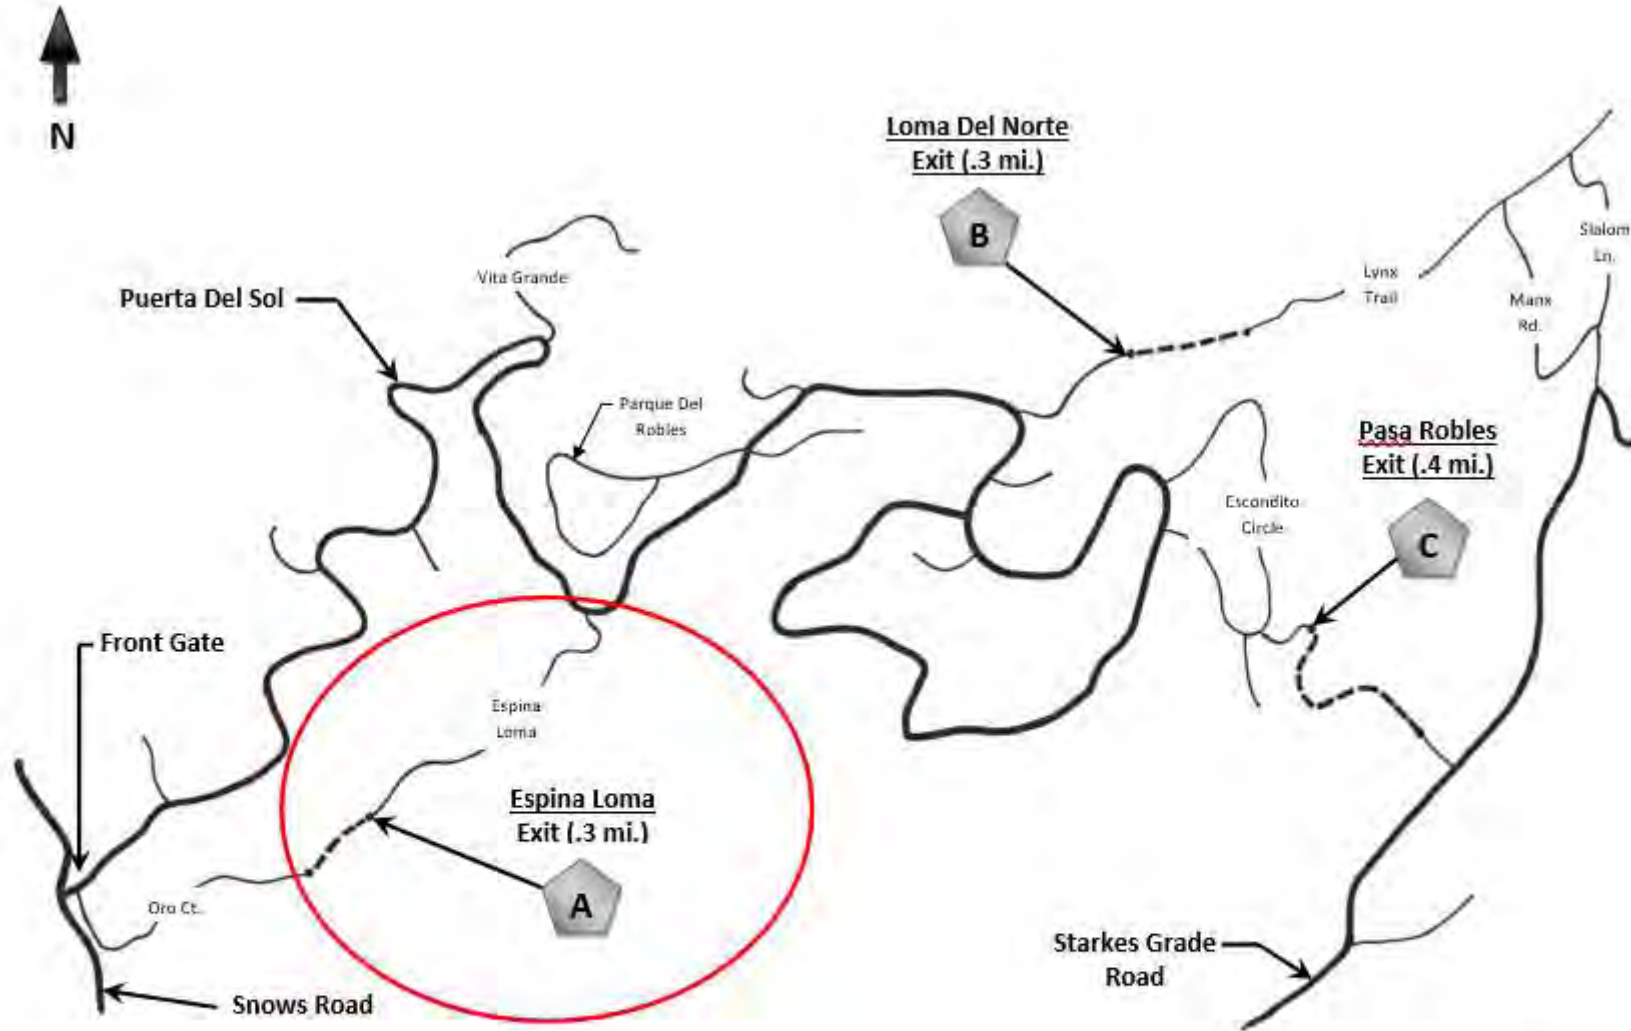 N
Loma Del Norte
Exit (.3 mi.)
B
Vita Grande
Puerta Del Sol
Lynx
Trail
Slalom
Ln.
Manx
Rd.
Parque Del
Robles
Pasa Robles
Exit (.4 mi.)
Escondito
Circle
C
Front Gate
Espina
Loma
Espina Loma
Exit (.3 mi.)
A
Oro Ct.
Snows Road
Starkes Grade
Road